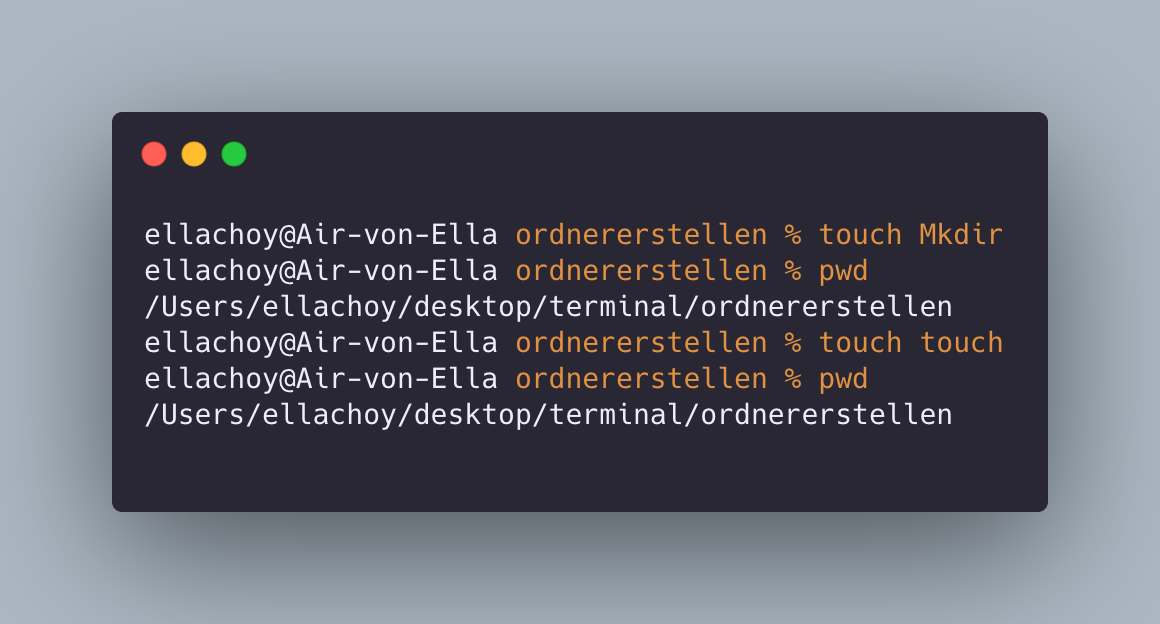 ellachoy@Air-von-Ella ordnererstellen % touch Mkdir
ellachoy@Air-von-Ella ordnererstellen % pwd
/Users/ellachoy/desktop/terminal/ordnererstellen
ellachoy@Air-von-Ella ordnererstellen % touch touch
ellachoy@Air-von-Ella ordnererstellen % pwd
/Users/ellachoy/desktop/terminal/ordnererstellen